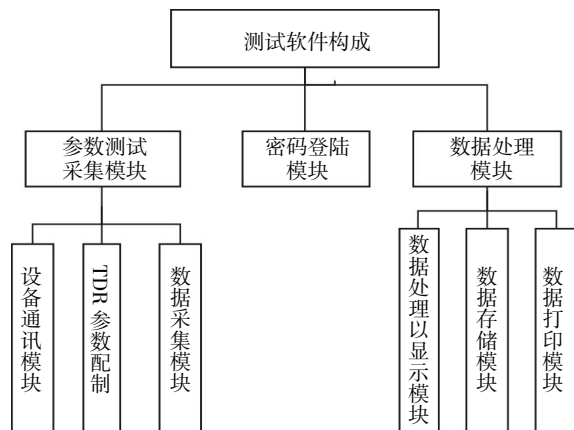 测试软件构成
参数测试
采集模块
密码登陆
模块
数据处理
模块
设备通讯模块
TDR 参数配制
数据采集模块
数据处理以显示模块
数据存储模块
数据打印模块